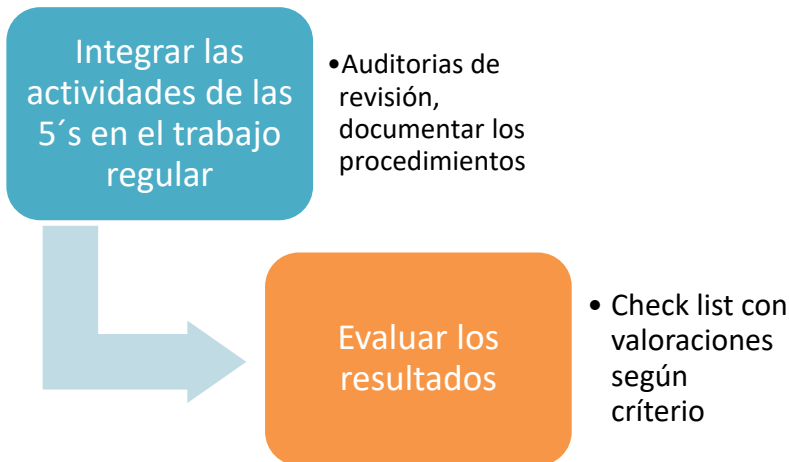 Integrar las
actividades de las
5´s en el trabajo
regular
•Auditorias de
revisión,
documentar los
procedimientos
Evaluar los
resultados
• Check list con
valoraciones
según
críterio